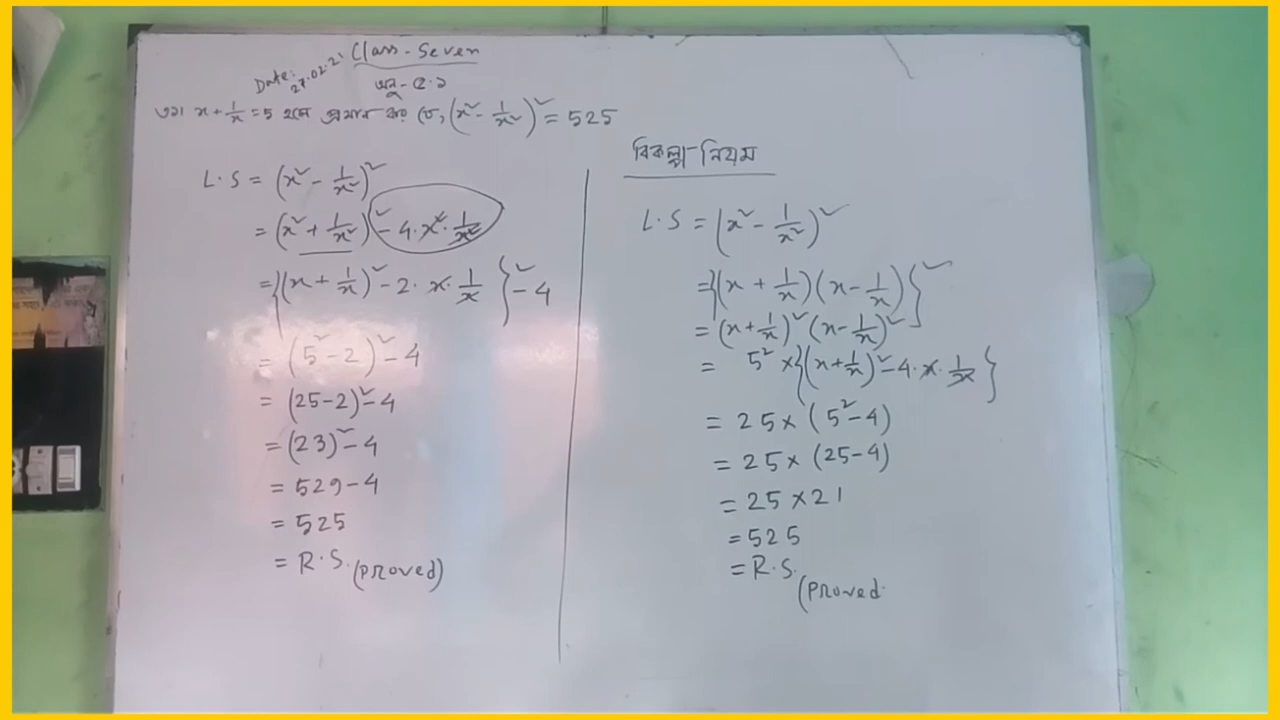 Class - Seven
Date: 27.02.21
অনু - ৫.১
৩১। x + 1/x = 5 হলে প্রমাণ কর যে, (x² - 1/x²)² = 525
L.S = (x² - 1/x²)²
= (x² + 1/x²)² - 4·x²·1/x²
= {(x + 1/x)² - 2·x·1/x}² - 4
= (5² - 2)² - 4
= (25 - 2)² - 4
= (23)² - 4
= 529 - 4
= 525
= R.S. (Proved)
বিকল্প নিয়ম
L.S = (x² - 1/x²)²
= {(x + 1/x)(x - 1/x)}²
= (x + 1/x)² (x - 1/x)²
= 5² × {(x + 1/x)² - 4·x·1/x}
= 25 × (5² - 4)
= 25 × (25 - 4)
= 25 × 21
= 525
= R.S.
(Proved